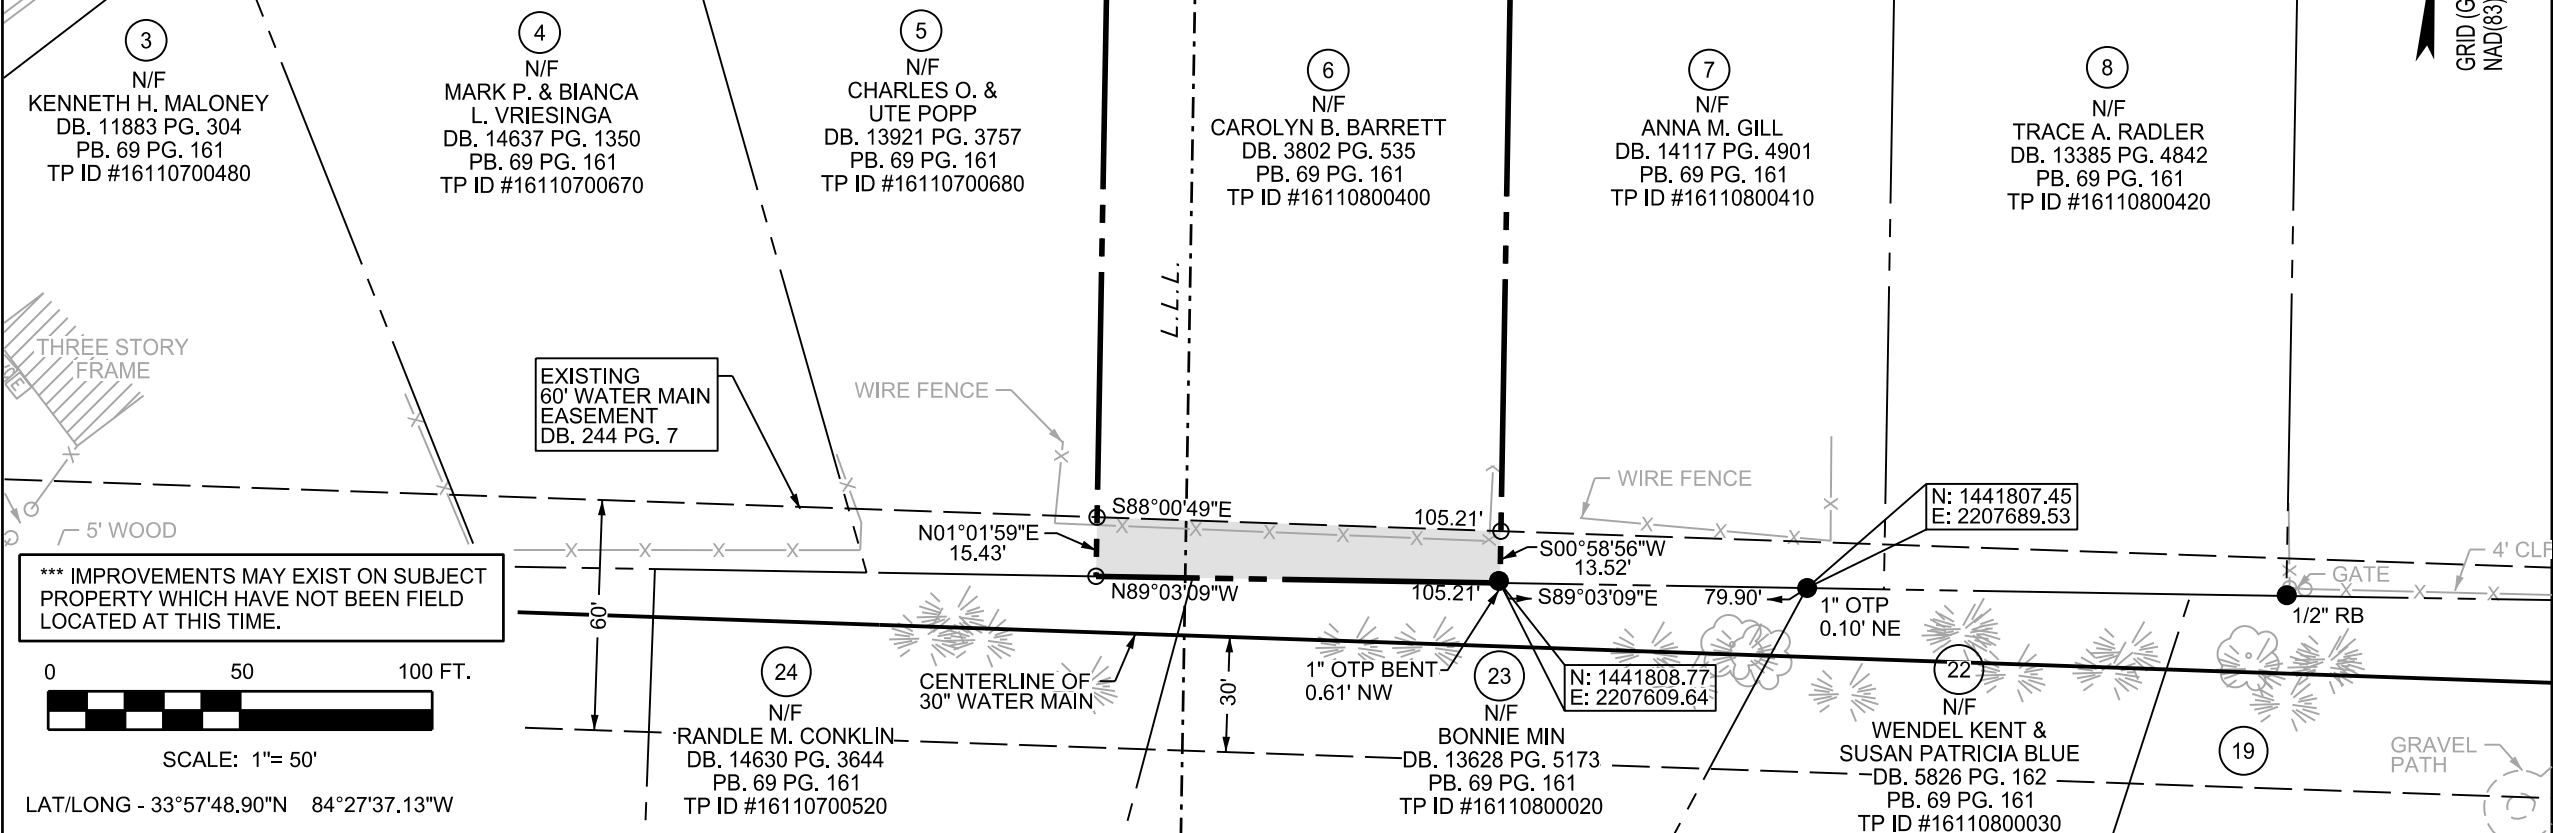 3
N/F
KENNETH H. MALONEY
DB. 11883 PG. 304
PB. 69 PG. 161
TP ID #16110700480
4
N/F
MARK P. & BIANCA
L. VRIESINGA
DB. 14637 PG. 1350
PB. 69 PG. 161
TP ID #16110700670
5
N/F
CHARLES O. &
UTE POPP
DB. 13921 PG. 3757
PB. 69 PG. 161
TP ID #16110700680
6
N/F
CAROLYN B. BARRETT
DB. 3802 PG. 535
PB. 69 PG. 161
TP ID #16110800400
7
N/F
ANNA M. GILL
DB. 14117 PG. 4901
PB. 69 PG. 161
TP ID #16110800410
8
N/F
TRACE A. RADLER
DB. 13385 PG. 4842
PB. 69 PG. 161
TP ID #16110800420
GRID (G
NAD(83)
L.L.L.
THREE STORY
FRAME
EXISTING
60' WATER MAIN
EASEMENT
DB. 244 PG. 7
WIRE FENCE
WIRE FENCE
5' WOOD
S88°00'49"E
105.21'
N01°01'59"E
15.43'
S00°58'56"W
13.52'
N89°03'09"W
105.21'
S89°03'09"E
79.90'
N: 1441807.45
E: 2207689.53
1" OTP
0.10' NE
4' CLF
GATE
1/2" RB
*** IMPROVEMENTS MAY EXIST ON SUBJECT
PROPERTY WHICH HAVE NOT BEEN FIELD
LOCATED AT THIS TIME.
60'
30'
0 50 100 FT.
SCALE: 1"= 50'
LAT/LONG - 33°57'48.90"N 84°27'37.13"W
24
N/F
RANDLE M. CONKLIN
DB. 14630 PG. 3644
PB. 69 PG. 161
TP ID #16110700520
CENTERLINE OF
30" WATER MAIN
1" OTP BENT
0.61' NW
N: 1441808.77
E: 2207609.64
23
N/F
BONNIE MIN
DB. 13628 PG. 5173
PB. 69 PG. 161
TP ID #16110800020
22
N/F
WENDEL KENT &
SUSAN PATRICIA BLUE
DB. 5826 PG. 162
PB. 69 PG. 161
TP ID #16110800030
19
GRAVEL
PATH